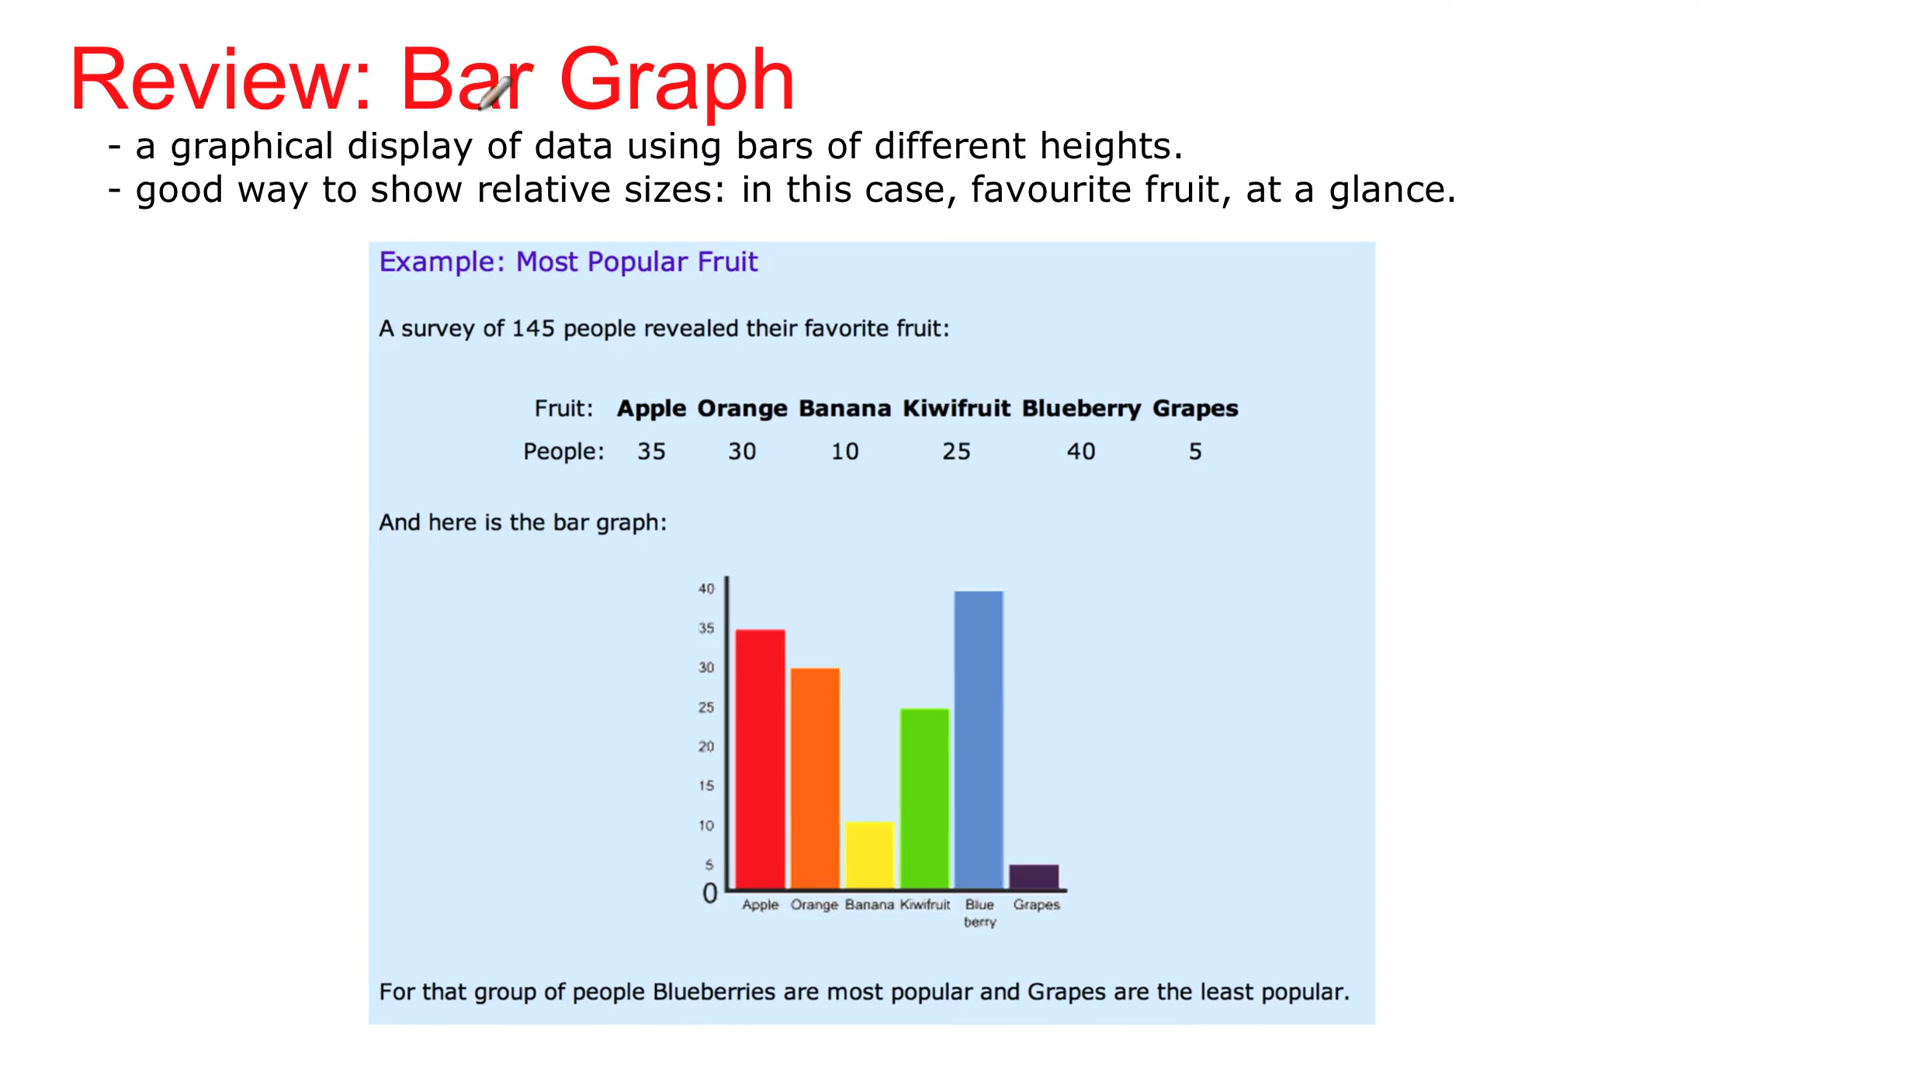 Review: Bar Graph
- a graphical display of data using bars of different heights.
- good way to show relative sizes: in this case, favourite fruit, at a glance.
Example: Most Popular Fruit
A survey of 145 people revealed their favorite fruit:
Fruit: Apple Orange Banana Kiwifruit Blueberry Grapes
People: 35 30 10 25 40 5
And here is the bar graph:
40
35
30
25
20
15
10
5
0
Apple Orange Banana Kiwifruit Blue berry Grapes
For that group of people Blueberries are most popular and Grapes are the least popular.